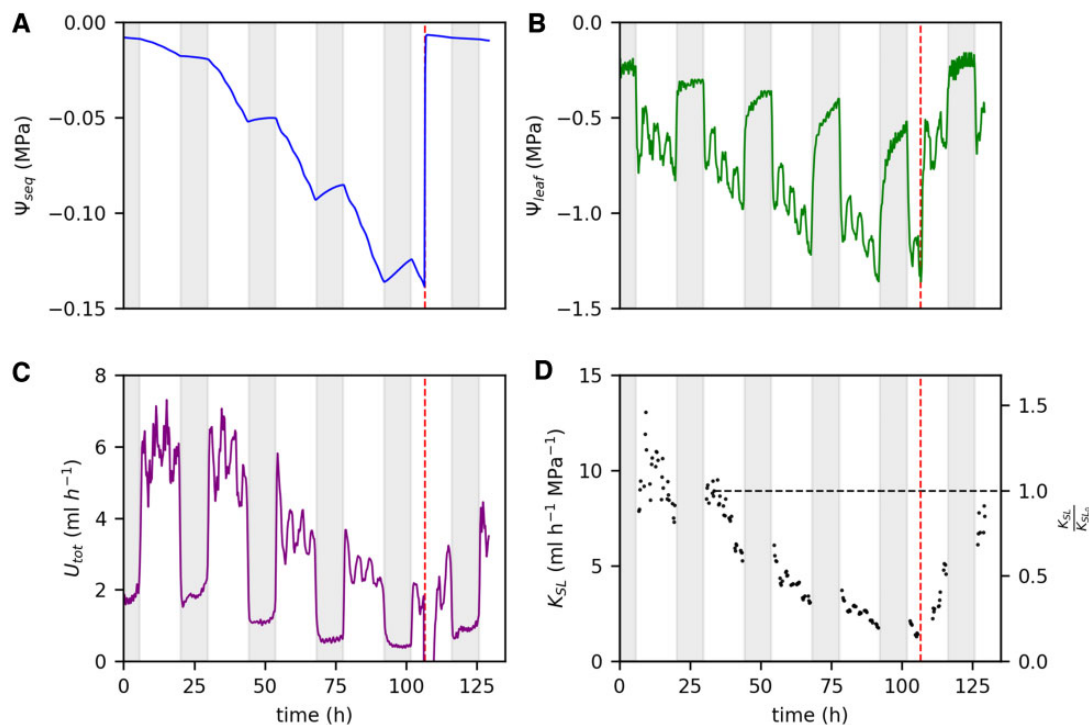 A
B
0.00
−0.05
−0.10
−0.15
Ψseq (MPa)
0.0
−0.5
−1.0
−1.5
Ψleaf (MPa)
C
D
8
6
4
2
0
Utot (ml h⁻¹)
0 25 50 75 100 125
time (h)
15
10
5
0
KSL (ml h⁻¹ MPa⁻¹)
0 25 50 75 100 125
time (h)
1.5
1.0
0.5
0.0
KSL
KSL0